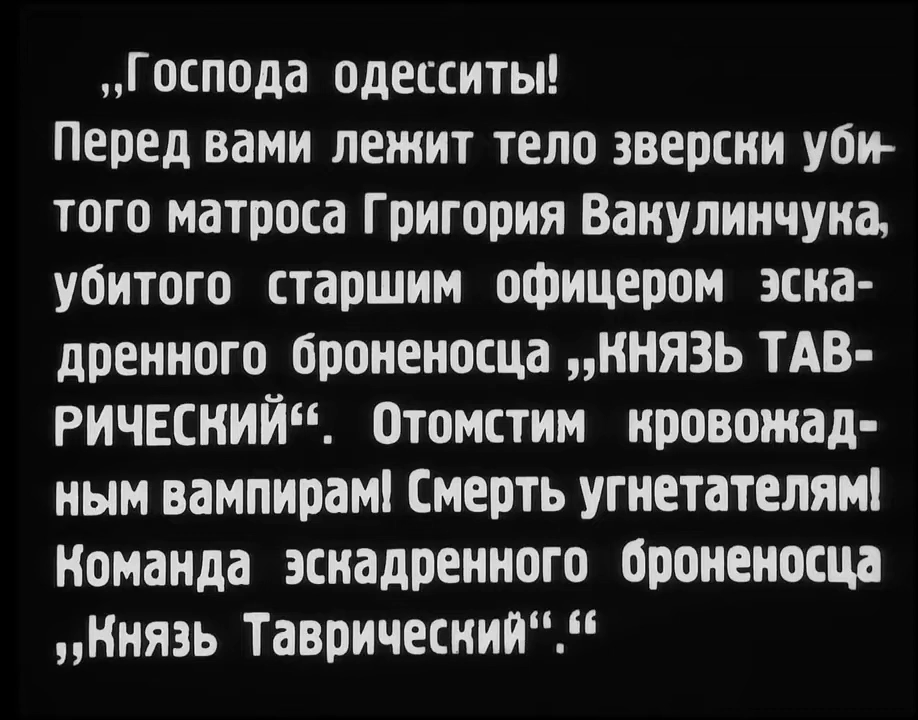 „Господа одесситы!
Перед вами лежит тело зверски уби-
того матроса Григория Вакулинчука,
убитого старшим офицером эска-
дренного броненосца „КНЯЗЬ ТАВ-
РИЧЕСКИЙ“. Отомстим кровожад-
ным вампирам! Смерть угнетателям!
Команда эскадренного броненосца
„Князь Таврический“.“